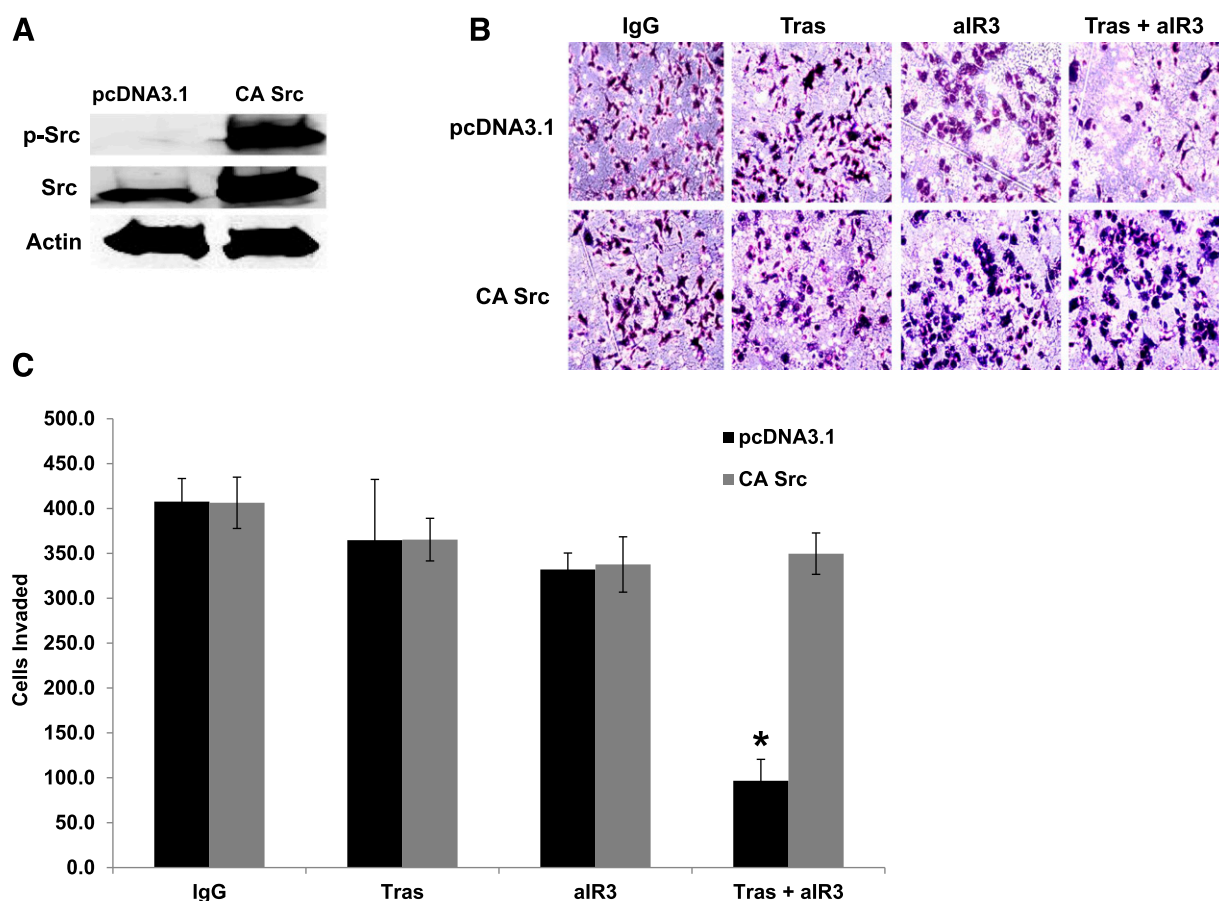 A
pcDNA3.1 CA Src
p-Src
Src
Actin
B
IgG Tras aIR3 Tras + aIR3
pcDNA3.1
CA Src
C
500.0
450.0
400.0
350.0
300.0
250.0
200.0
150.0
100.0
50.0
0.0
Cells Invaded
pcDNA3.1
CA Src
*
IgG Tras aIR3 Tras + aIR3